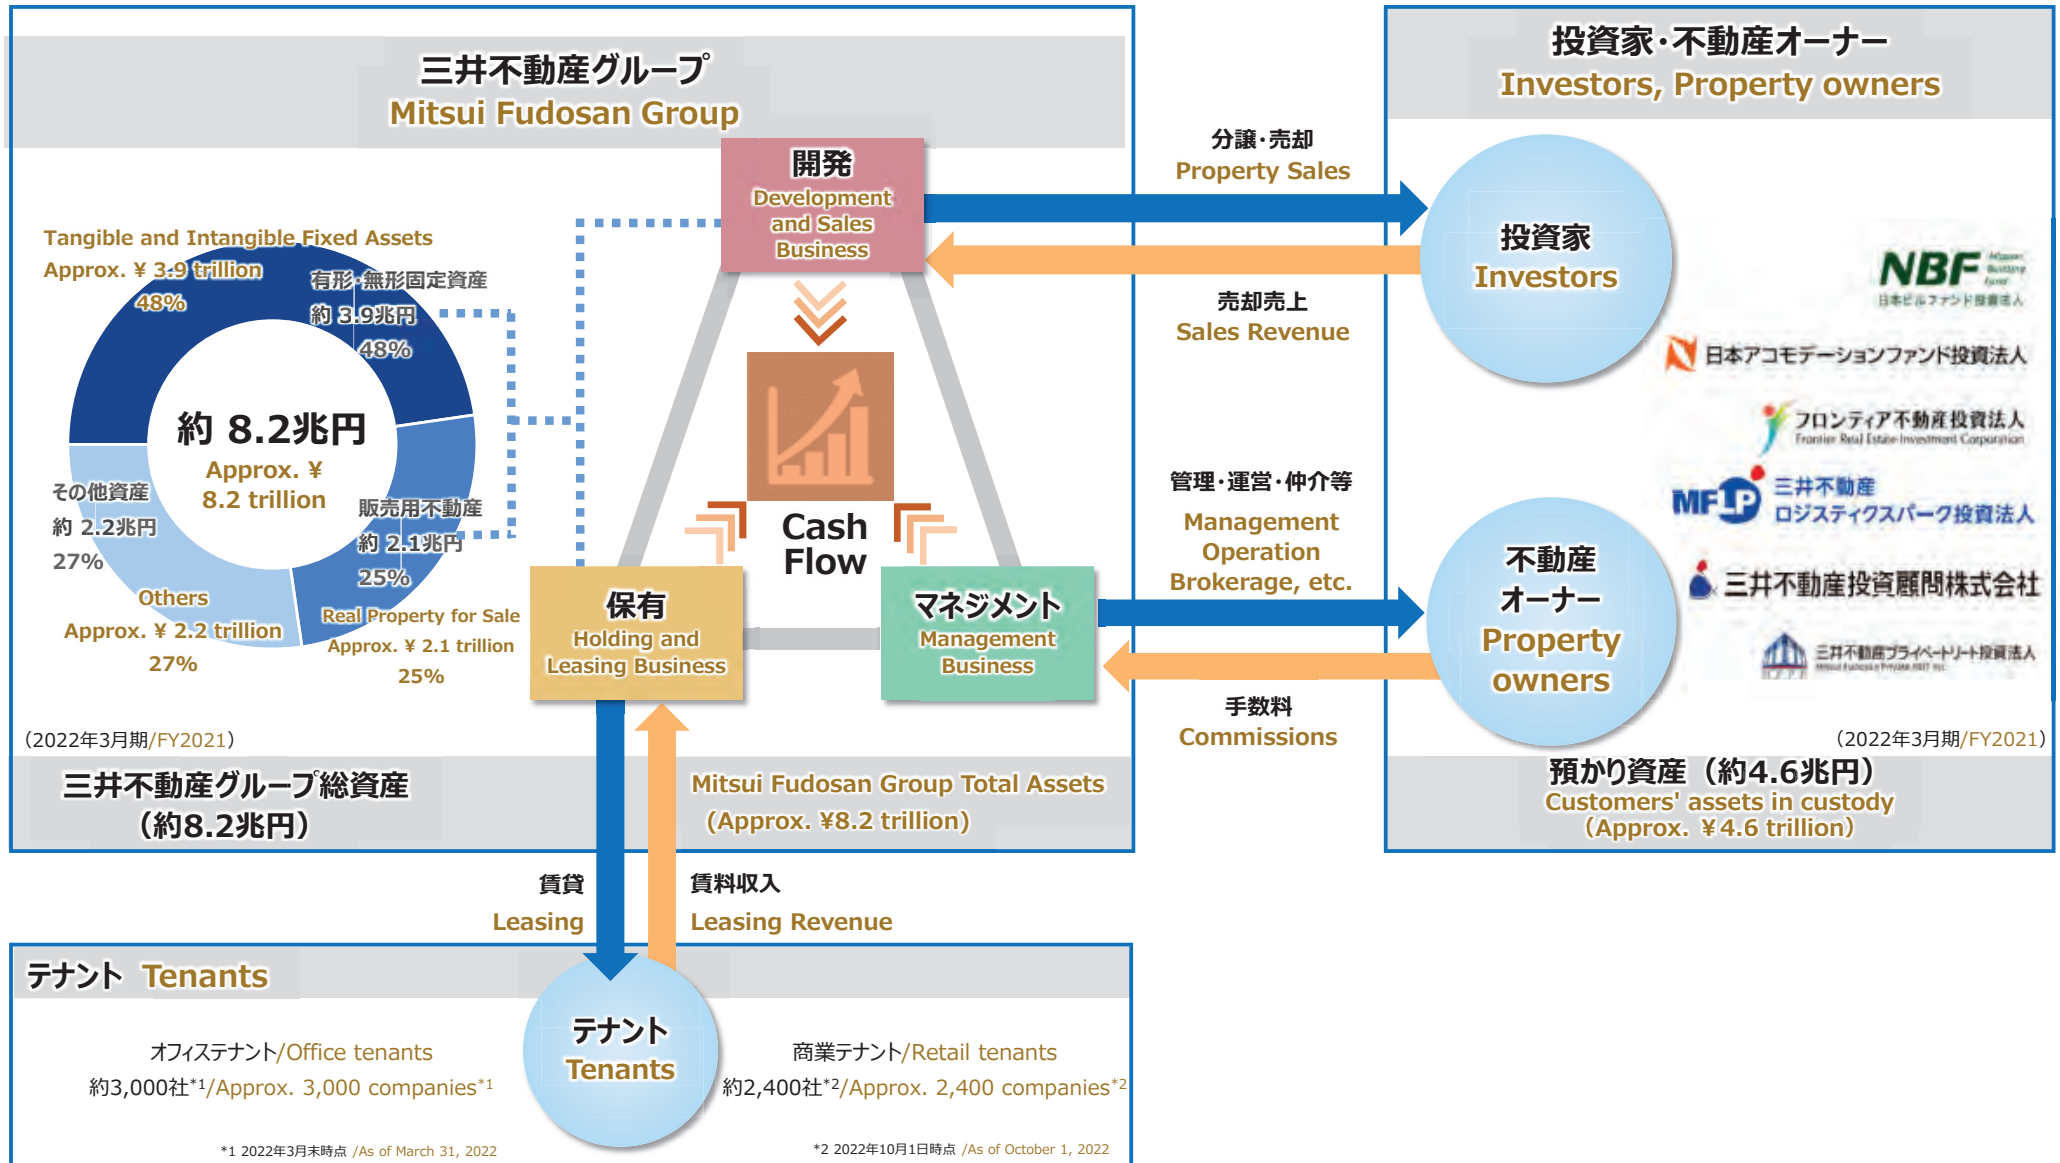 三井不動産グループ
Mitsui Fudosan Group
投資家・不動産オーナー
Investors, Property owners
開発
Development
and Sales
Business
分譲・売却
Property Sales
売却売上
Sales Revenue
投資家
Investors
NBF Nippon
Building
Fund
日本ビルファンド投資法人
日本アコモデーションファンド投資法人
フロンティア不動産投資法人
Frontier Real Estate Investment Corporation
MFLP 三井不動産
ロジスティクスパーク投資法人
三井不動産投資顧問株式会社
三井不動産プライベートリート投資法人
Mitsui Fudosan Private REIT Inc.
Tangible and Intangible Fixed Assets
Approx. ¥ 3.9 trillion
48%
有形・無形固定資産
約 3.9兆円
48%
約 8.2兆円
Approx. ¥
8.2 trillion
その他資産
約 2.2兆円
27%
Others
Approx. ¥ 2.2 trillion
27%
販売用不動産
約 2.1兆円
25%
Real Property for Sale
Approx. ¥ 2.1 trillion
25%
Cash
Flow
保有
Holding and
Leasing Business
マネジメント
Management
Business
管理・運営・仲介等
Management
Operation
Brokerage, etc.
手数料
Commissions
不動産
オーナー
Property
owners
（2022年3月期/FY2021）
（2022年3月期/FY2021）
三井不動産グループ総資産
（約8.2兆円）
Mitsui Fudosan Group Total Assets
(Approx. ¥8.2 trillion)
預かり資産（約4.6兆円）
Customers' assets in custody
（Approx. ¥4.6 trillion）
賃貸
Leasing
賃料収入
Leasing Revenue
テナント Tenants
テナント
Tenants
オフィステナント/Office tenants
約3,000社*1/Approx. 3,000 companies*1
商業テナント/Retail tenants
約2,400社*2/Approx. 2,400 companies*2
*1 2022年3月末時点 /As of March 31, 2022
*2 2022年10月1日時点 /As of October 1, 2022